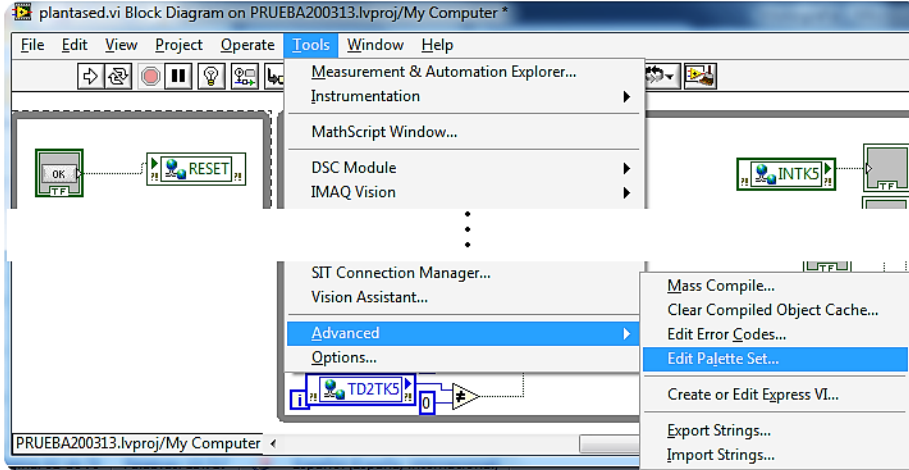 plantased.vi Block Diagram on PRUEBA200313.lvproj/My Computer *
File Edit View Project Operate Tools Window Help
Measurement & Automation Explorer...
Instrumentation
MathScript Window...
DSC Module
IMAQ Vision
OK
TF
RESET
INTK5
TF
SIT Connection Manager...
Vision Assistant...
Advanced
Options...
TF
Mass Compile...
Clear Compiled Object Cache...
Edit Error Codes...
Edit Palette Set...
Create or Edit Express VI...
Export Strings...
Import Strings...
i
TD2TK5
0
≠
PRUEBA200313.lvproj/My Computer